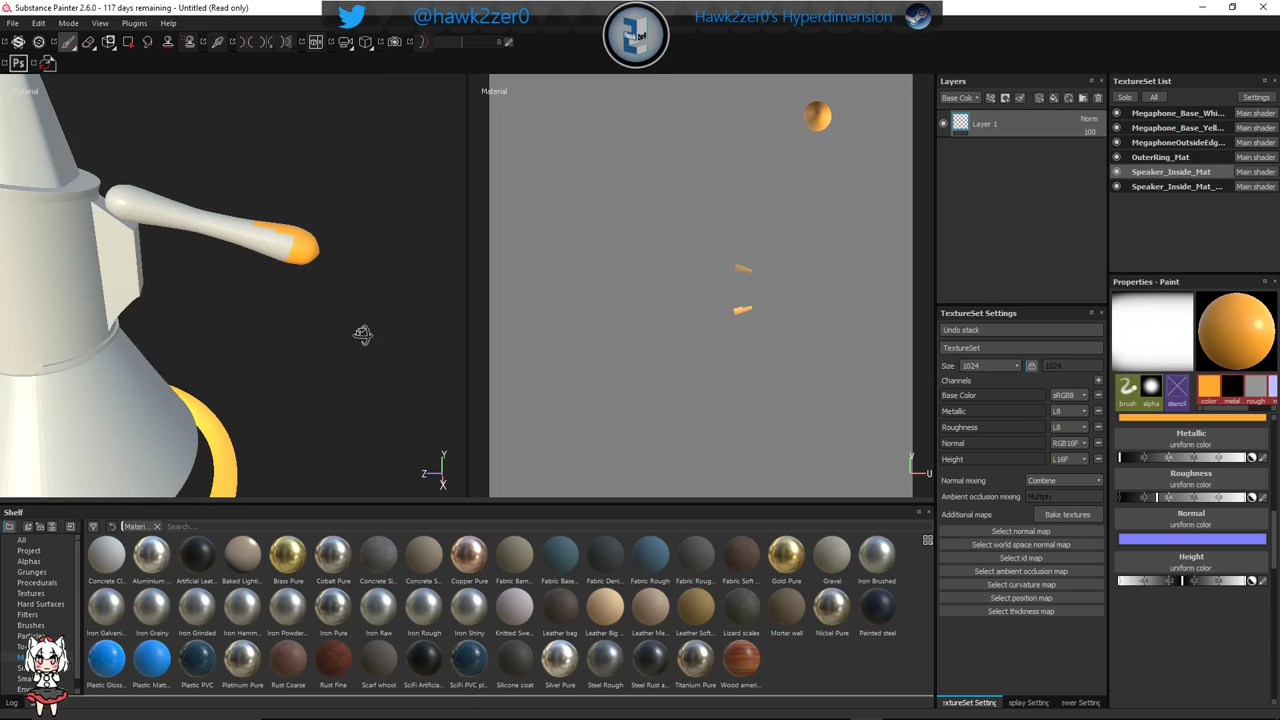 Substance Painter 2.6.0 - 117 days remaining - Untitled (Read only)
@hawk2zer0
Hawk2zer0's Hyperdimension
File Edit Mode View Plugins Help
8
Ps
Material
Material
Z Y X
y U
Layers
Base Col
Layer 1
Norm
100
TextureSet List
Solo All Settings
Megaphone_Base_Whi... Main shader
Megaphone_Base_Yell... Main shader
MegaphoneOutsideEdg... Main shader
OuterRing_Mat Main shader
Speaker_Inside_Mat Main shader
Speaker_Inside_Mat_... Main shader
TextureSet Settings
Undo stack
TextureSet
Size 1024 1024
Channels
Base Color sRGB8
Metallic L8
Roughness L8
Normal RGB16F
Height L16F
Normal mixing Combine
Ambient occlusion mixing Multiply
Additional maps Bake textures
Select normal map
Select world space normal map
Select id map
Select ambient occlusion map
Select curvature map
Select position map
Select thickness map
extureSet Setting splay Setting ewer Setting
Properties - Paint
brush alpha stencil color metal rough
Metallic
uniform color
Roughness
uniform color
Normal
uniform color
Height
uniform color
Shelf
Materi... Search...
All
Project
Alphas
Grunges
Procedurals
Textures
Hard Surfaces
Filters
Brushes
Log
Concrete Cl... Aluminium ... Artificial Leat... Baked Lighti... Brass Pure Cobalt Pure Concrete Si... Concrete S... Copper Pure Fabric Bam... Fabric Base... Fabric Deni... Fabric Rough Fabric Roug... Fabric Soft ... Gold Pure Gravel Iron Brushed
Iron Galvani... Iron Grainy Iron Grinded Iron Hamm... Iron Powder... Iron Pure Iron Raw Iron Rough Iron Shiny Knitted Swe... Leather bag Leather Big ... Leather Me... Leather Soft... Lizard scales Mortar wall Nickel Pure Painted steel
Plastic Gloss... Plastic Matt... Plastic PVC Platinum Pure Rust Coarse Rust Fine Scarf wool SciFi Artificia... SciFi PVC pl... Silicone coat Silver Pure Steel Rough Steel Rust a... Titanium Pure Wood ameri...